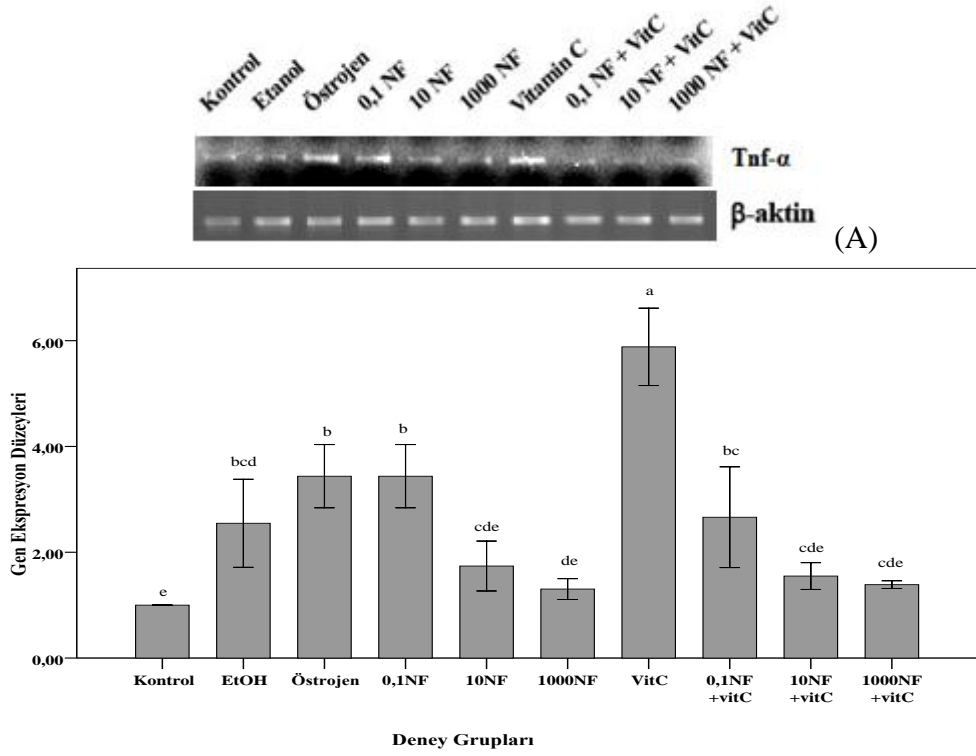 Kontrol
Etanol
Östrojen
0,1 NF
10 NF
1000 NF
Vitamin C
0,1 NF + VitC
10 NF + VitC
1000 NF + VitC
Tnf-α
β-aktin
(A)
Gen Ekspresyon Düzeyleri
6,00
4,00
2,00
0,00
e
bcd
b
b
cde
de
a
bc
cde
cde
Kontrol
EtOH
Östrojen
0,1NF
10NF
1000NF
VitC
0,1NF
+vitC
10NF
+vitC
1000NF
+vitC
Deney Grupları